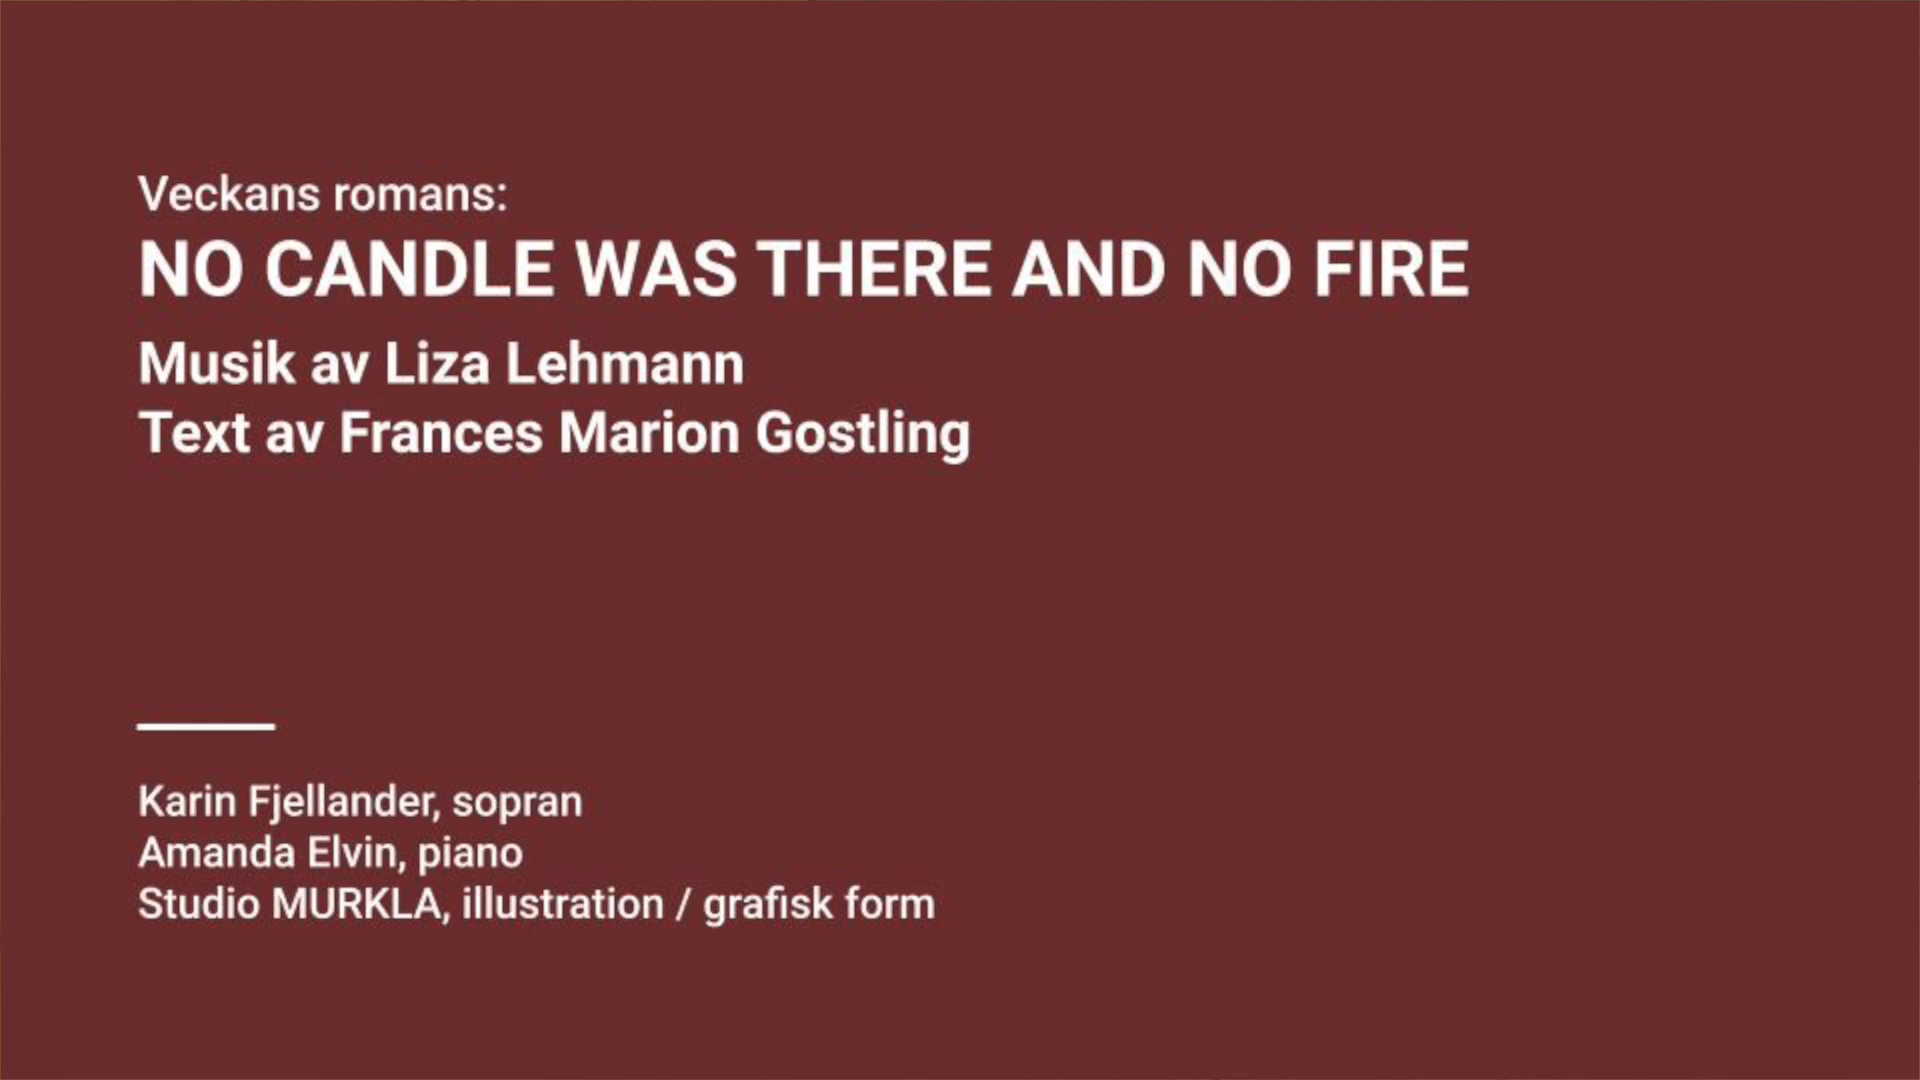 Veckans romans:
NO CANDLE WAS THERE AND NO FIRE
Musik av Liza Lehmann
Text av Frances Marion Gostling
Karin Fjellander, sopran
Amanda Elvin, piano
Studio MURKLA, illustration / grafisk form